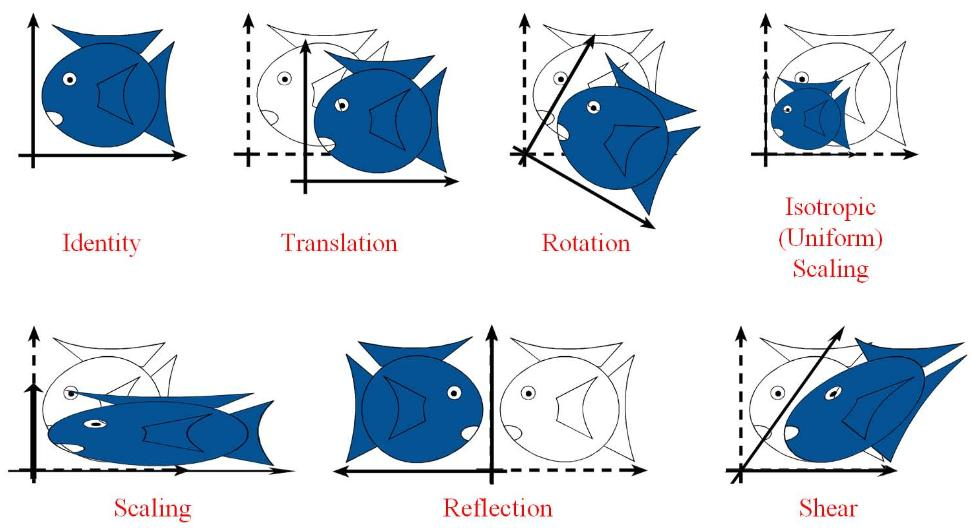 Identity
Translation
Rotation
Isotropic
(Uniform)
Scaling
Scaling
Reflection
Shear